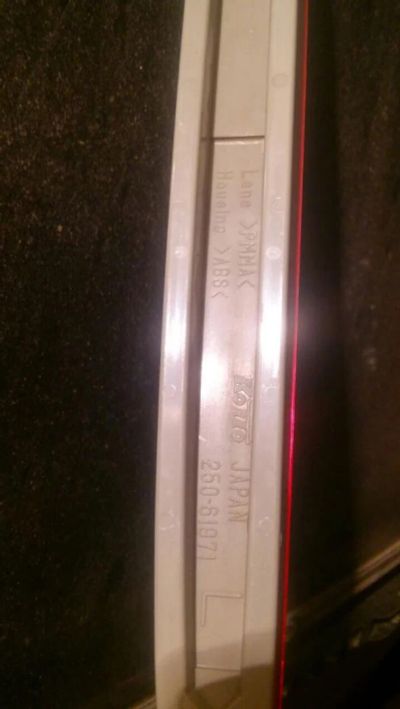 Lens >PMMA<
Housing >ABS<
KOITO JAPAN
250-61971
L